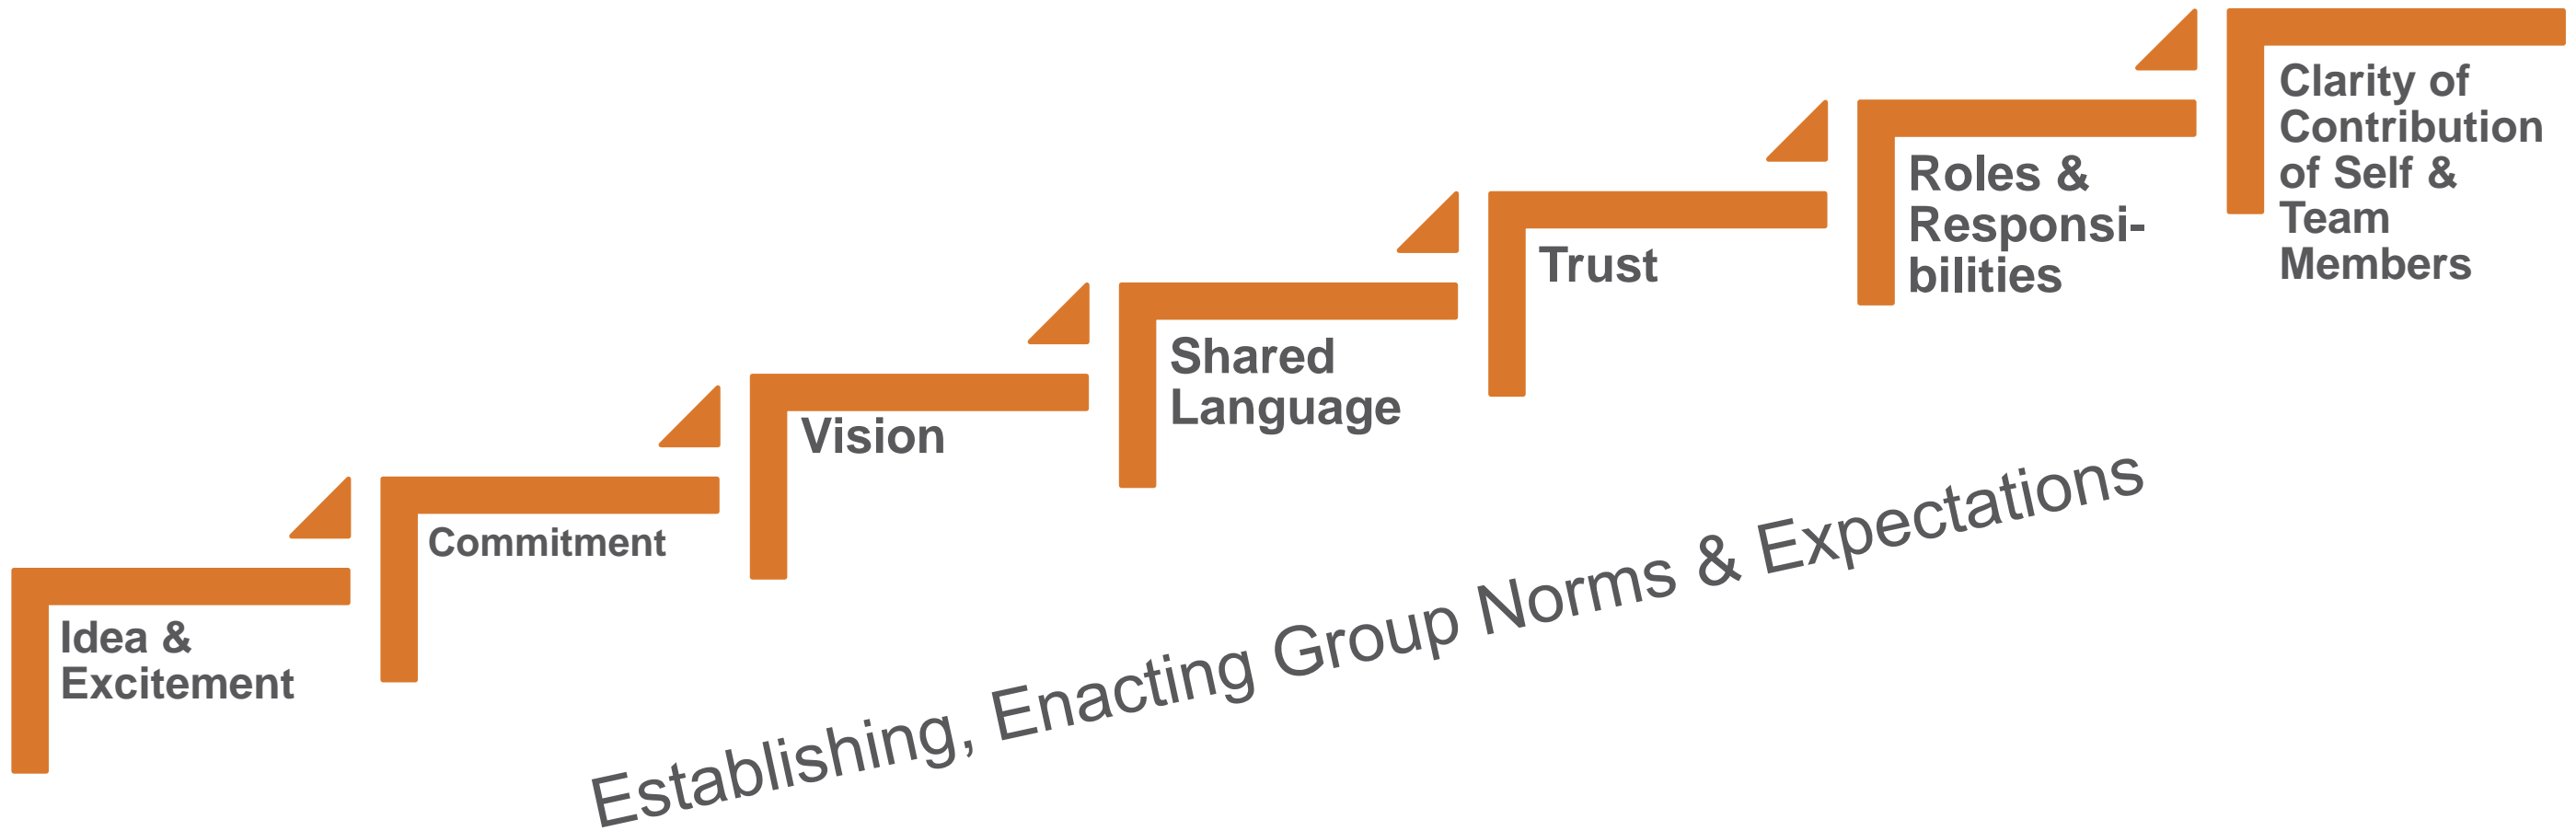 Idea &
Excitement
Commitment
Vision
Shared
Language
Trust
Roles &
Responsi-
bilities
Clarity of
Contribution
of Self &
Team
Members
Establishing, Enacting Group Norms & Expectations